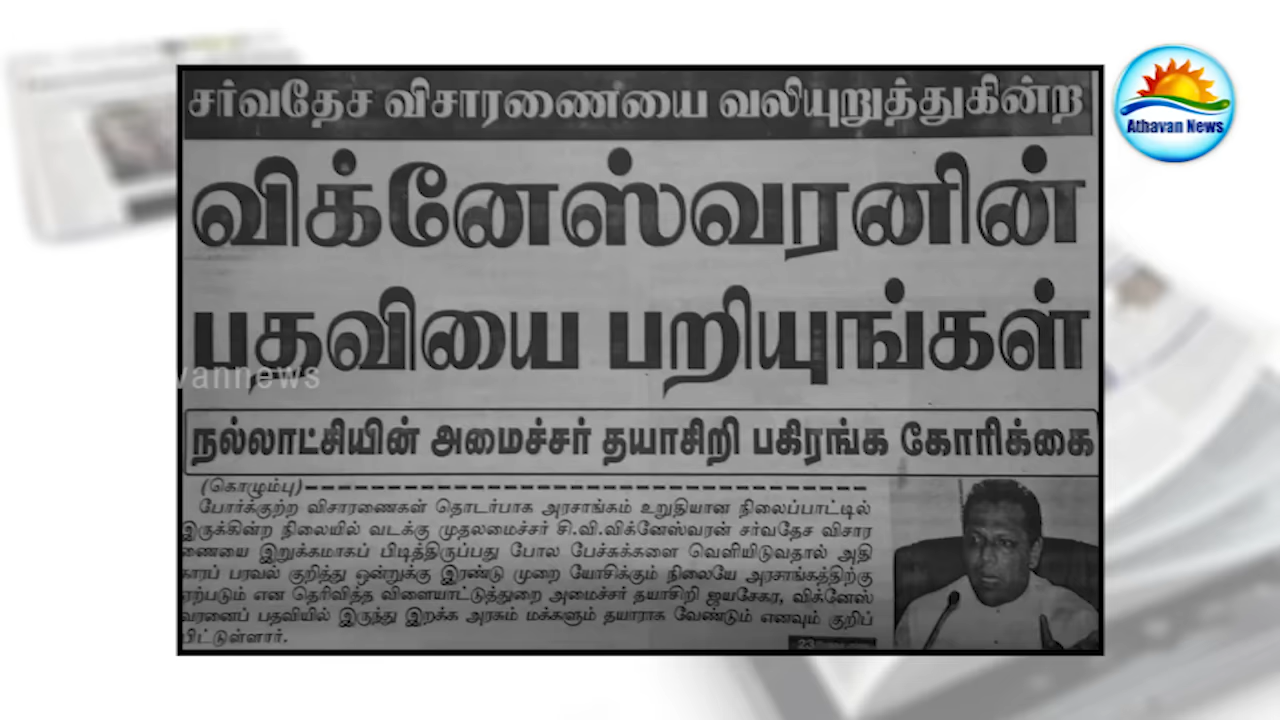 சர்வதேச விசாரணையை வலியுறுத்துகின்ற
Athavan News
விக்னேஸ்வரனின்
பதவியை பறியுங்கள்
vannews
நல்லாட்சியின் அமைச்சர் தயாசிறி பகிரங்க கோரிக்கை
(கொழும்பு)
போர்க்குற்ற விசாரணைகள் தொடர்பாக அரசாங்கம் உறுதியான நிலைப்பாட்டில்
இருக்கின்ற நிலையில் வடக்கு முதலமைச்சர் சி.வி.விக்னேஸ்வரன் சர்வதேச விசார
ணையை இறுக்கமாகப் பிடித்திருப்பது போல பேச்சுக்களை வெளியிடுவதால் அதி
காரப் பரவல் குறித்து ஒன்றுக்கு இரண்டு முறை யோசிக்கும் நிலையே அரசாங்கத்திற்கு
ஏற்படும் என தெரிவித்த விளையாட்டுத்துறை அமைச்சர் தயாசிறி ஜயசேகர, விக்னேஸ்
வரனைப் பதவியில் இருந்து இறக்க அரகம் மக்களும் தயாராக வேண்டும் எனவும் குறிப்
பிட்டுள்ளார்.
23